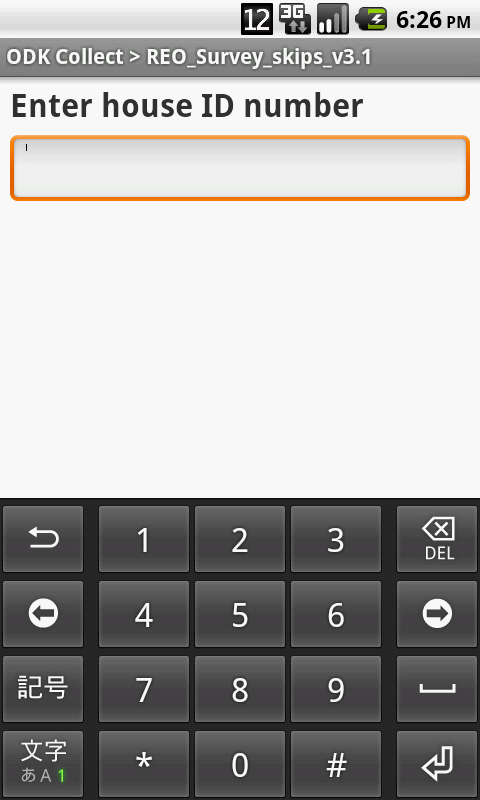 12 3G 6:26 PM
ODK Collect > REO_Survey_skips_v3.1
Enter house ID number
1 2 3 DEL
4 5 6
記号 7 8 9
文字
あ A 1 * 0 #